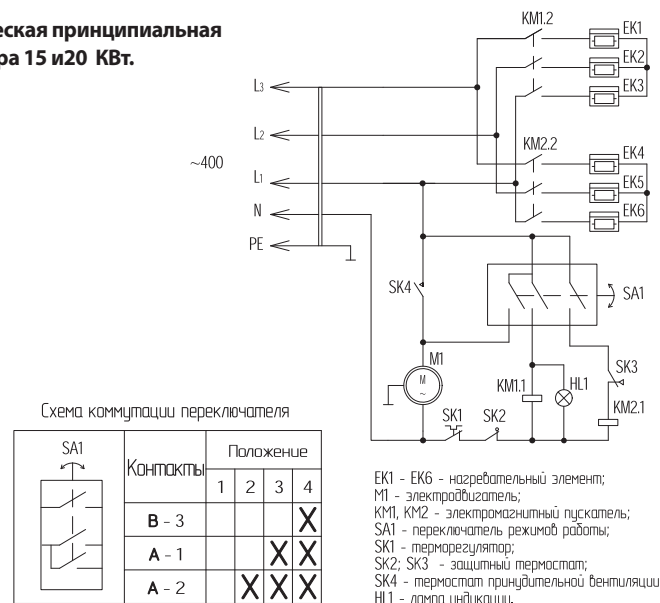 еская принципиальная
ра 15 и20 КВт.
KM1.2
EK1
EK2
EK3
L3
L2
~400
L1
N
PE
KM2.2
EK4
EK5
EK6
SK4
SA1
M1
M
~
KM1.1
HL1
SK3
KM2.1
SK1
SK2
Схема коммутации переключателя
SA1
Контакты
Положение
1 2 3 4
В - 3 X
А - 1 X X
А - 2 X X X
EK1 - EK6 - нагревательный элемент;
M1 - электродвигатель;
KM1, KM2 - электромагнитный пускатель;
SA1 - переключатель режимов работы;
SK1 - терморегулятор;
SK2; SK3 - защитный термостат;
SK4 - термостат принудительной вентиляции
HL1 - лампа индикации.